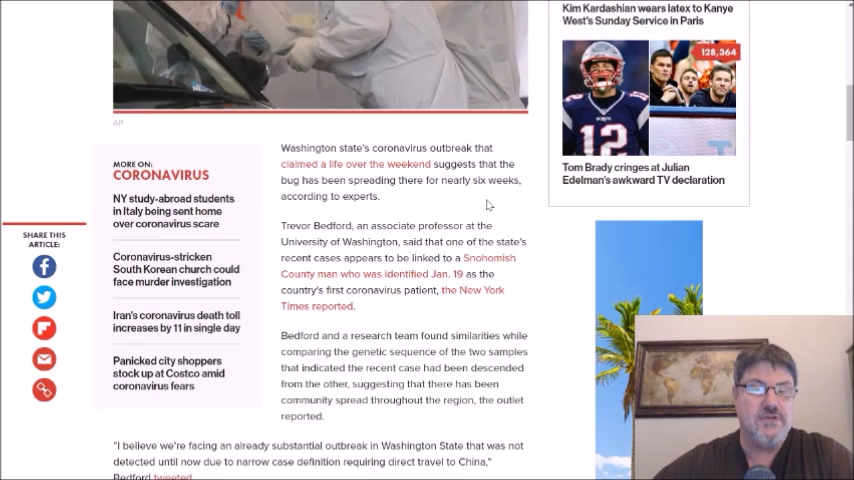 Kim Kardashian wears latex to Kanye
West's Sunday Service in Paris
128,364
12
Tom Brady cringes at Julian
Edelman's awkward TV declaration
AP
MORE ON:
CORONAVIRUS
NY study-abroad students
in Italy being sent home
over coronavirus scare
Coronavirus-stricken
South Korean church could
face murder investigation
Iran's coronavirus death toll
increases by 11 in single day
Panicked city shoppers
stock up at Costco amid
coronavirus fears
SHARE THIS
ARTICLE:
Washington state's coronavirus outbreak that
claimed a life over the weekend suggests that the
bug has been spreading there for nearly six weeks,
according to experts.
Trevor Bedford, an associate professor at the
University of Washington, said that one of the state's
recent cases appears to be linked to a Snohomish
County man who was identified Jan. 19 as the
country's first coronavirus patient, the New York
Times reported.
Bedford and a research team found similarities while
comparing the genetic sequence of the two samples
that indicated the recent case had been descended
from the other, suggesting that there has been
community spread throughout the region, the outlet
reported.
"I believe we're facing an already substantial outbreak in Washington State that was not
detected until now due to narrow case definition requiring direct travel to China,"
Bedford tweeted.